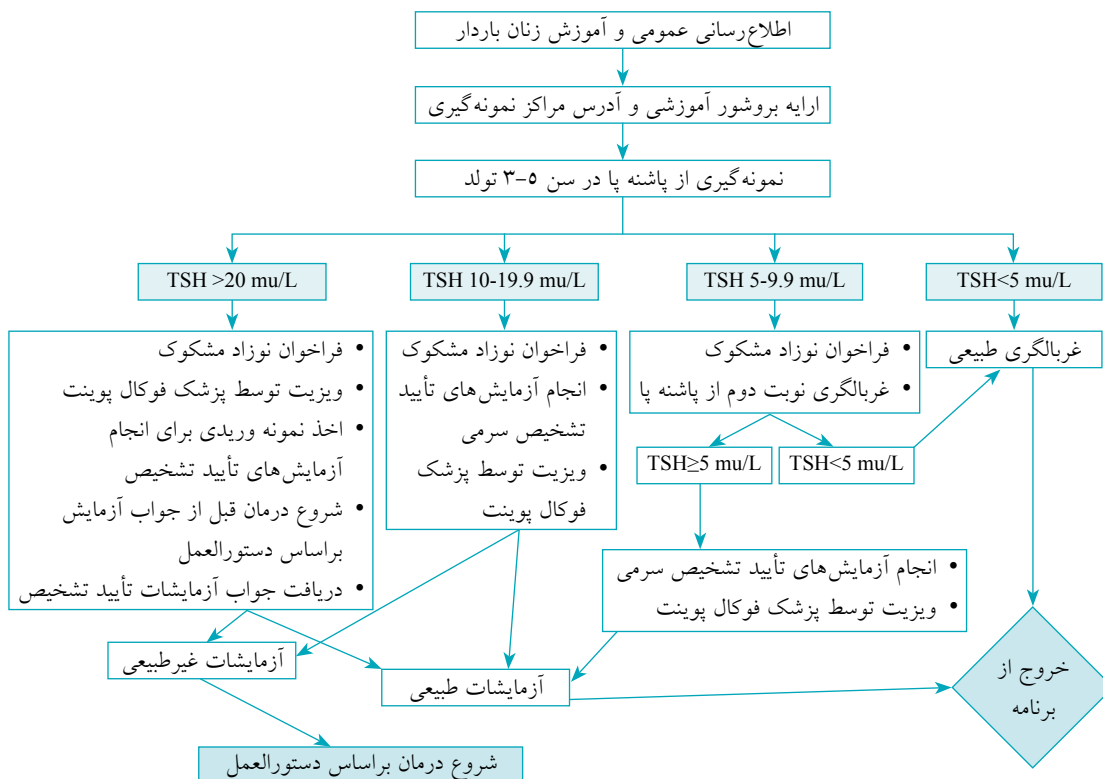 اطلاع‌رسانی عمومی و آموزش زنان باردار
ارایه بروشور آموزشی و آدرس مراکز نمونه‌گیری
نمونه‌گیری از پاشنه پا در سن ۵-۳ تولد
TSH >20 mu/L
TSH 10-19.9 mu/L
TSH 5-9.9 mu/L
TSH<5 mu/L
• فراخوان نوزاد مشکوک
• ویزیت توسط پزشک فوکال پوینت
• اخذ نمونه وریدی برای انجام
آزمایش‌های تأیید تشخیص
• شروع درمان قبل از جواب آزمایش
براساس دستورالعمل
• دریافت جواب آزمایشات تأیید تشخیص
• فراخوان نوزاد مشکوک
• انجام آزمایش‌های تأیید
تشخیص سرمی
• ویزیت توسط پزشک
فوکال پوینت
• فراخوان نوزاد مشکوک
• غربالگری نوبت دوم از پاشنه پا
غربالگری طبیعی
TSH≥5 mu/L
TSH<5 mu/L
• انجام آزمایش‌های تأیید تشخیص سرمی
• ویزیت توسط پزشک فوکال پوینت
آزمایشات غیرطبیعی
آزمایشات طبیعی
خروج از
برنامه
شروع درمان براساس دستورالعمل